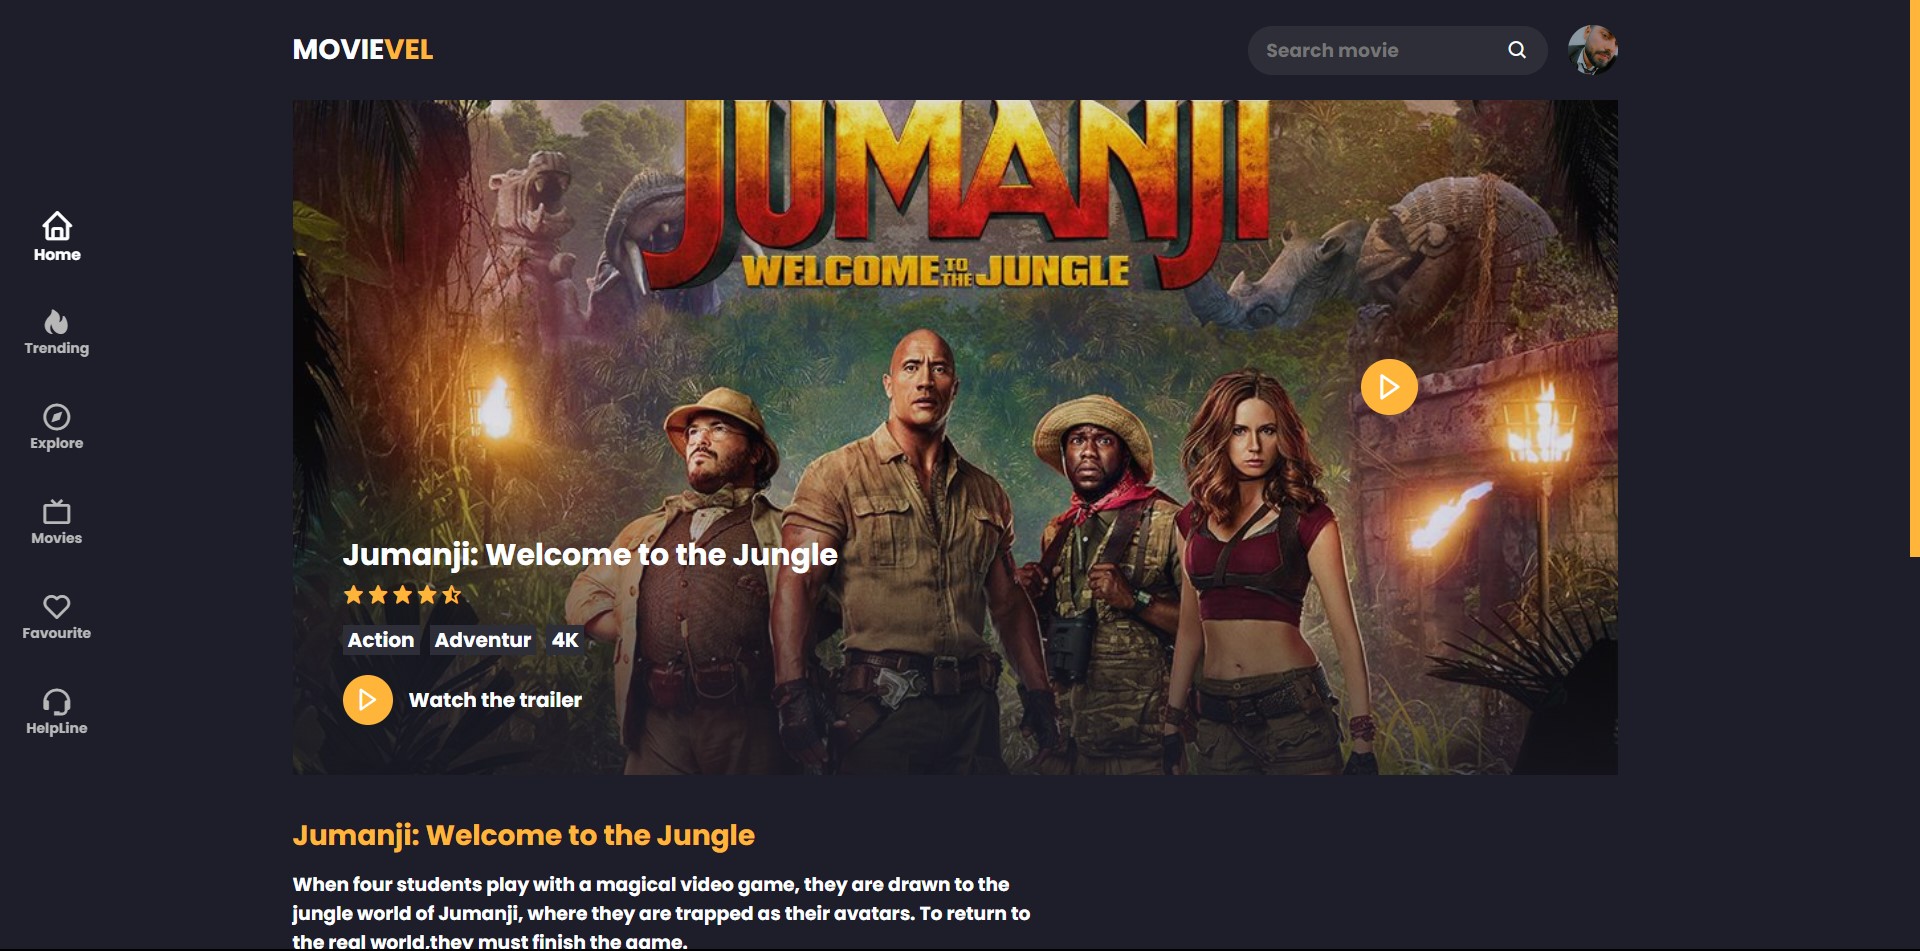 MOVIEVEL
Search movie
Home
Trending
Explore
Movies
Favourite
HelpLine
JUMANJI
WELCOME TO THE JUNGLE
Jumanji: Welcome to the Jungle
Action Adventur 4K
Watch the trailer
Jumanji: Welcome to the Jungle
When four students play with a magical video game, they are drawn to the
jungle world of Jumanji, where they are trapped as their avatars. To return to
the real world,they must finish the game.